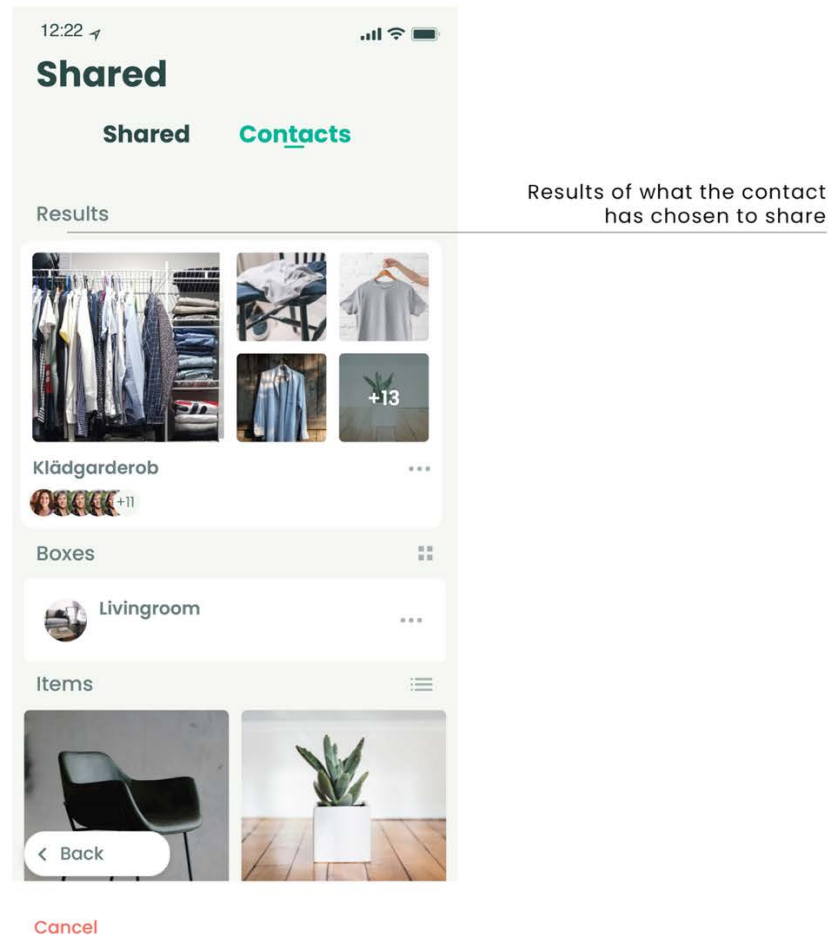 12:22
Shared
Shared Contacts
Results of what the contact
has chosen to share
Results
+13
Klädgarderob
+11
Boxes
Livingroom
Items
Back
Cancel